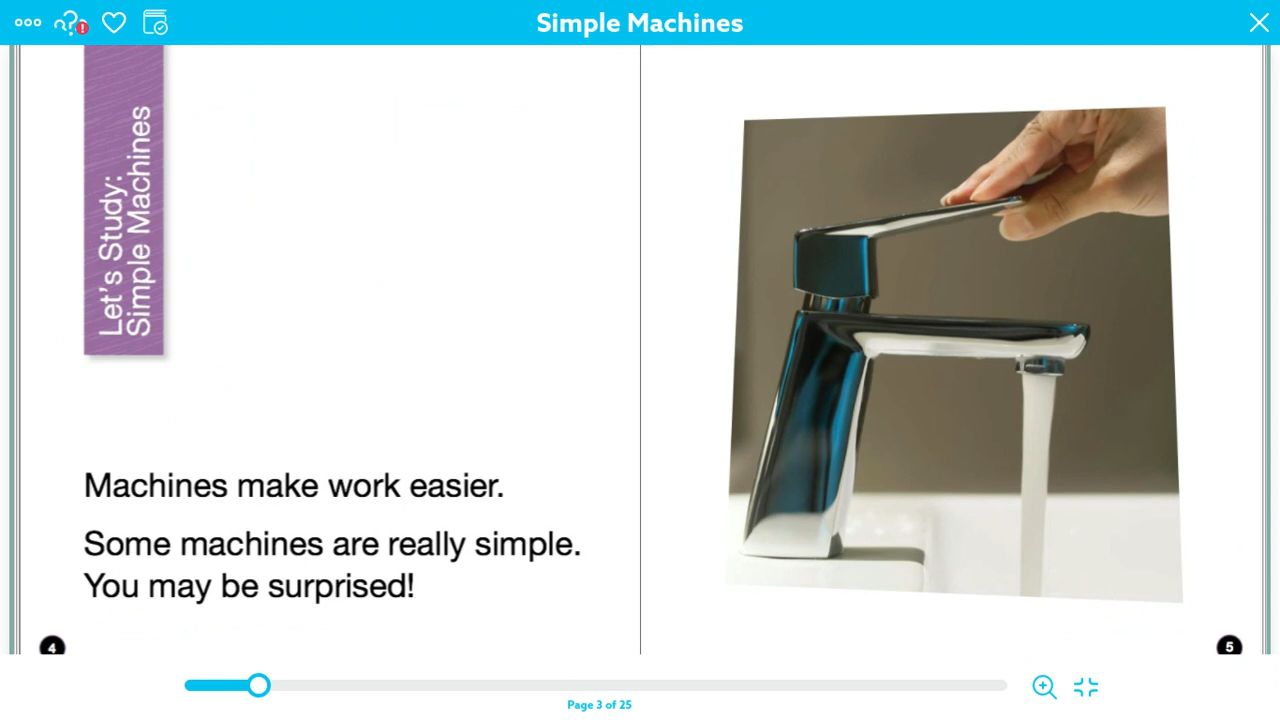 Simple Machines
Let's Study:
Simple Machines
Machines make work easier.
Some machines are really simple.
You may be surprised!
4
5
Page 3 of 25